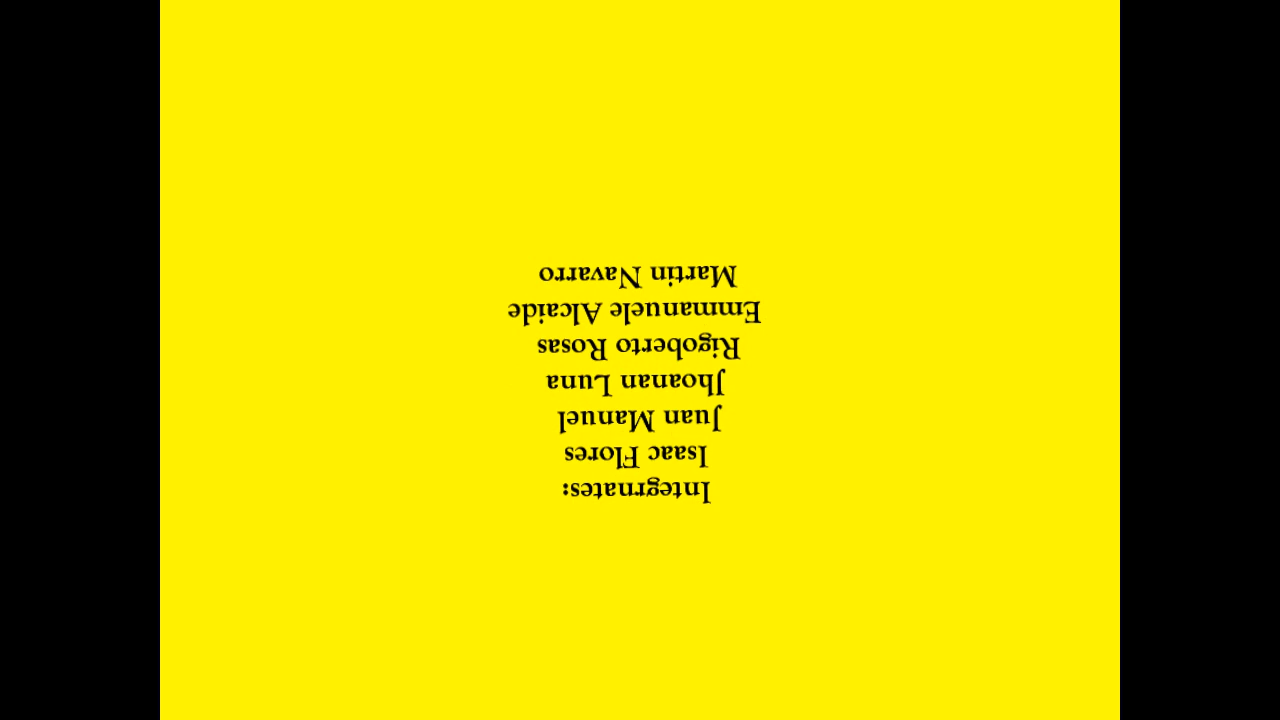 Integrnates:
Isaac Flores
Juan Manuel
Jhoanan Luna
Rigoberto Rosas
Emmanuele Alcaide
Martin Navarro